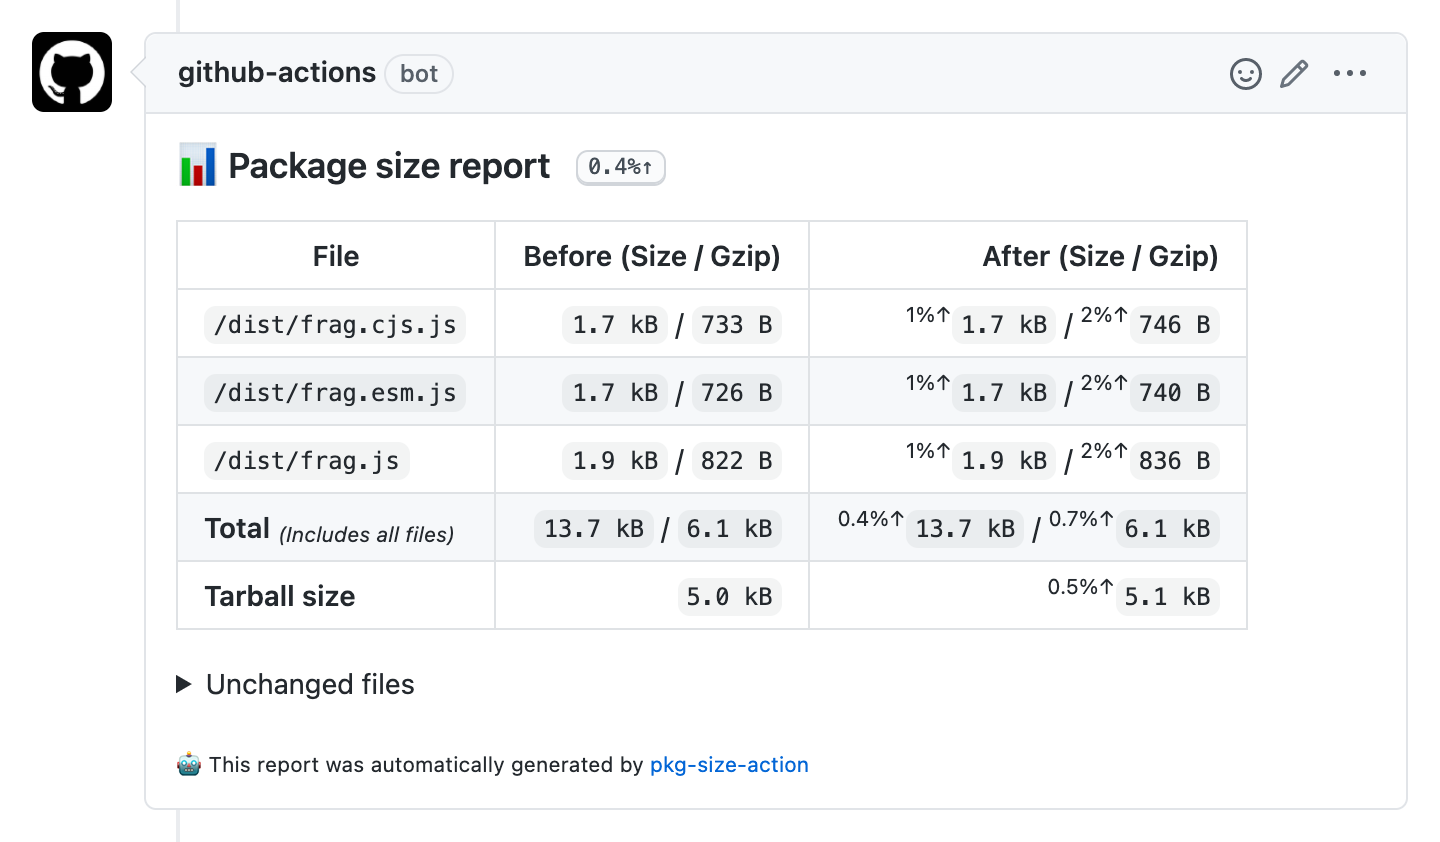 github-actions bot
Package size report 0.4%↑
File Before (Size / Gzip) After (Size / Gzip)
/dist/frag.cjs.js 1.7 kB / 733 B 1%↑ 1.7 kB / 2%↑ 746 B
/dist/frag.esm.js 1.7 kB / 726 B 1%↑ 1.7 kB / 2%↑ 740 B
/dist/frag.js 1.9 kB / 822 B 1%↑ 1.9 kB / 2%↑ 836 B
Total (Includes all files) 13.7 kB / 6.1 kB 0.4%↑ 13.7 kB / 0.7%↑ 6.1 kB
Tarball size 5.0 kB 0.5%↑ 5.1 kB
Unchanged files
This report was automatically generated by pkg-size-action